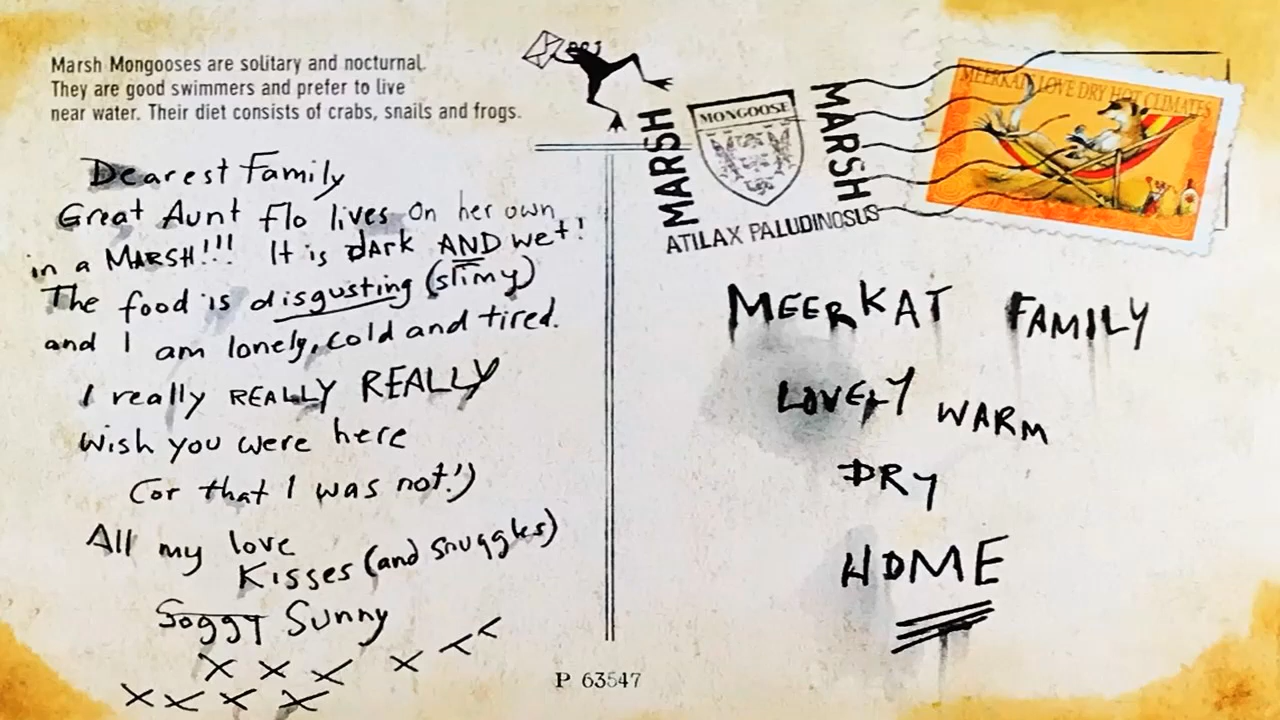 Marsh Mongooses are solitary and nocturnal.
They are good swimmers and prefer to live
near water. Their diet consists of crabs, snails and frogs.
Dearest Family
Great Aunt Flo lives on her own
in a MARSH!!! It is DARK AND wet!
The food is disgusting (slimy)
and I am lonely, cold and tired.
I really REALLY REALLY
wish you were here
(or that I was not!)
All my love
Kisses (and snuggles)
Soggy Sunny
X X X X X X
X X X X
MARSH
MONGOOSE
MARSH
ATILAX PALUDINOSUS
MEERKATS LOVE DRY HOT CLIMATES
MEERKAT FAMILY
LOVELY WARM
DRY
HOME
P 63547